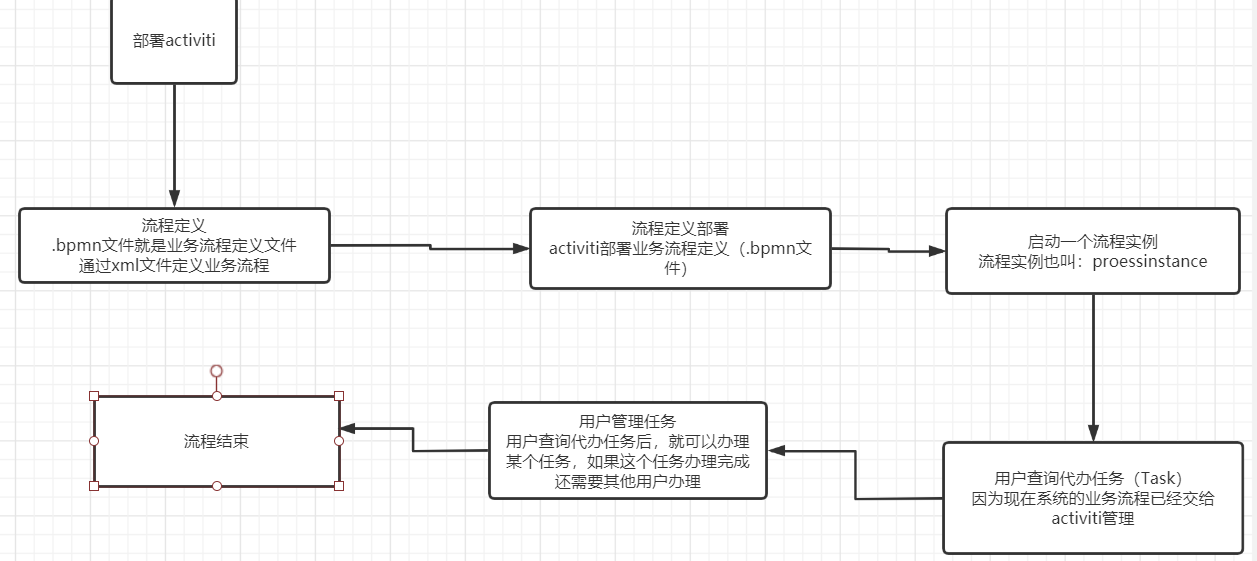 部署activiti
流程定义
.bpmn文件就是业务流程定义文件
通过xml文件定义业务流程
流程定义部署
activiti部署业务流程定义（.bpmn文
件）
启动一个流程实例
流程实例也叫：proessinstance
用户查询代办任务（Task）
因为现在系统的业务流程已经交给
activiti管理
用户管理任务
用户查询代办任务后，就可以办理
某个任务，如果这个任务办理完成
还需要其他用户办理
流程结束